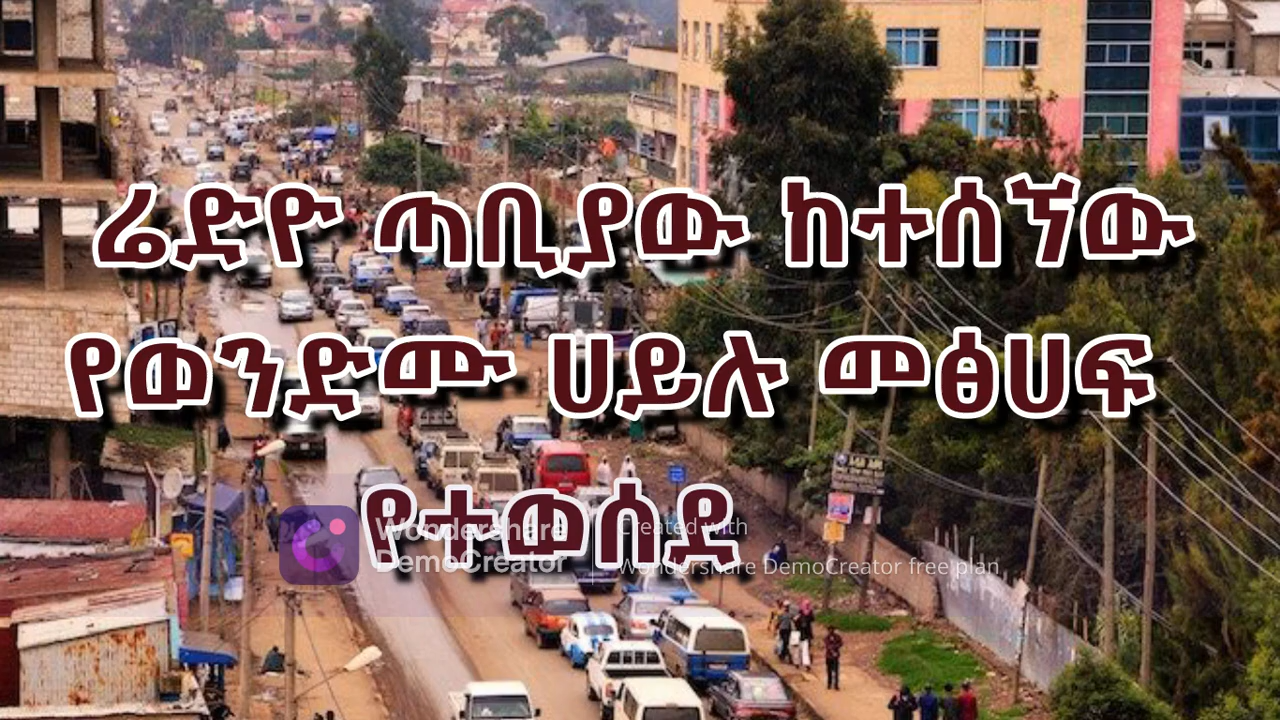 ሬድዮ ጣቢያው ከተሰኘው
የወንድሙ ሀይሉ መፅሀፍ
የተወሰደ
Wondershare
DemoCreator
Created with
Wondershare DemoCreator free plan